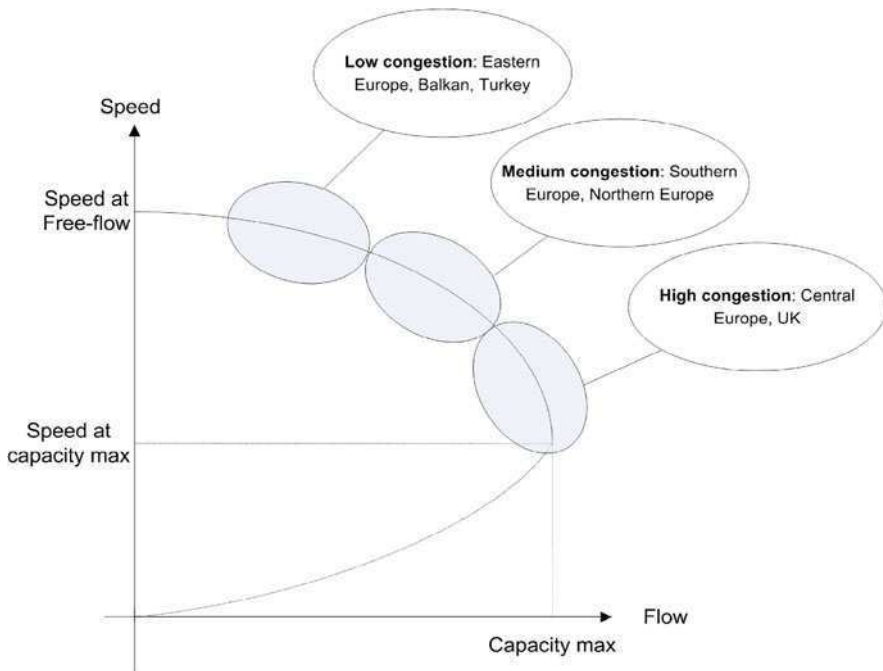 Low congestion: Eastern
Europe, Balkan, Turkey
Speed
Medium congestion: Southern
Europe, Northern Europe
Speed at
Free-flow
High congestion: Central
Europe, UK
Speed at
capacity max
Flow
Capacity max